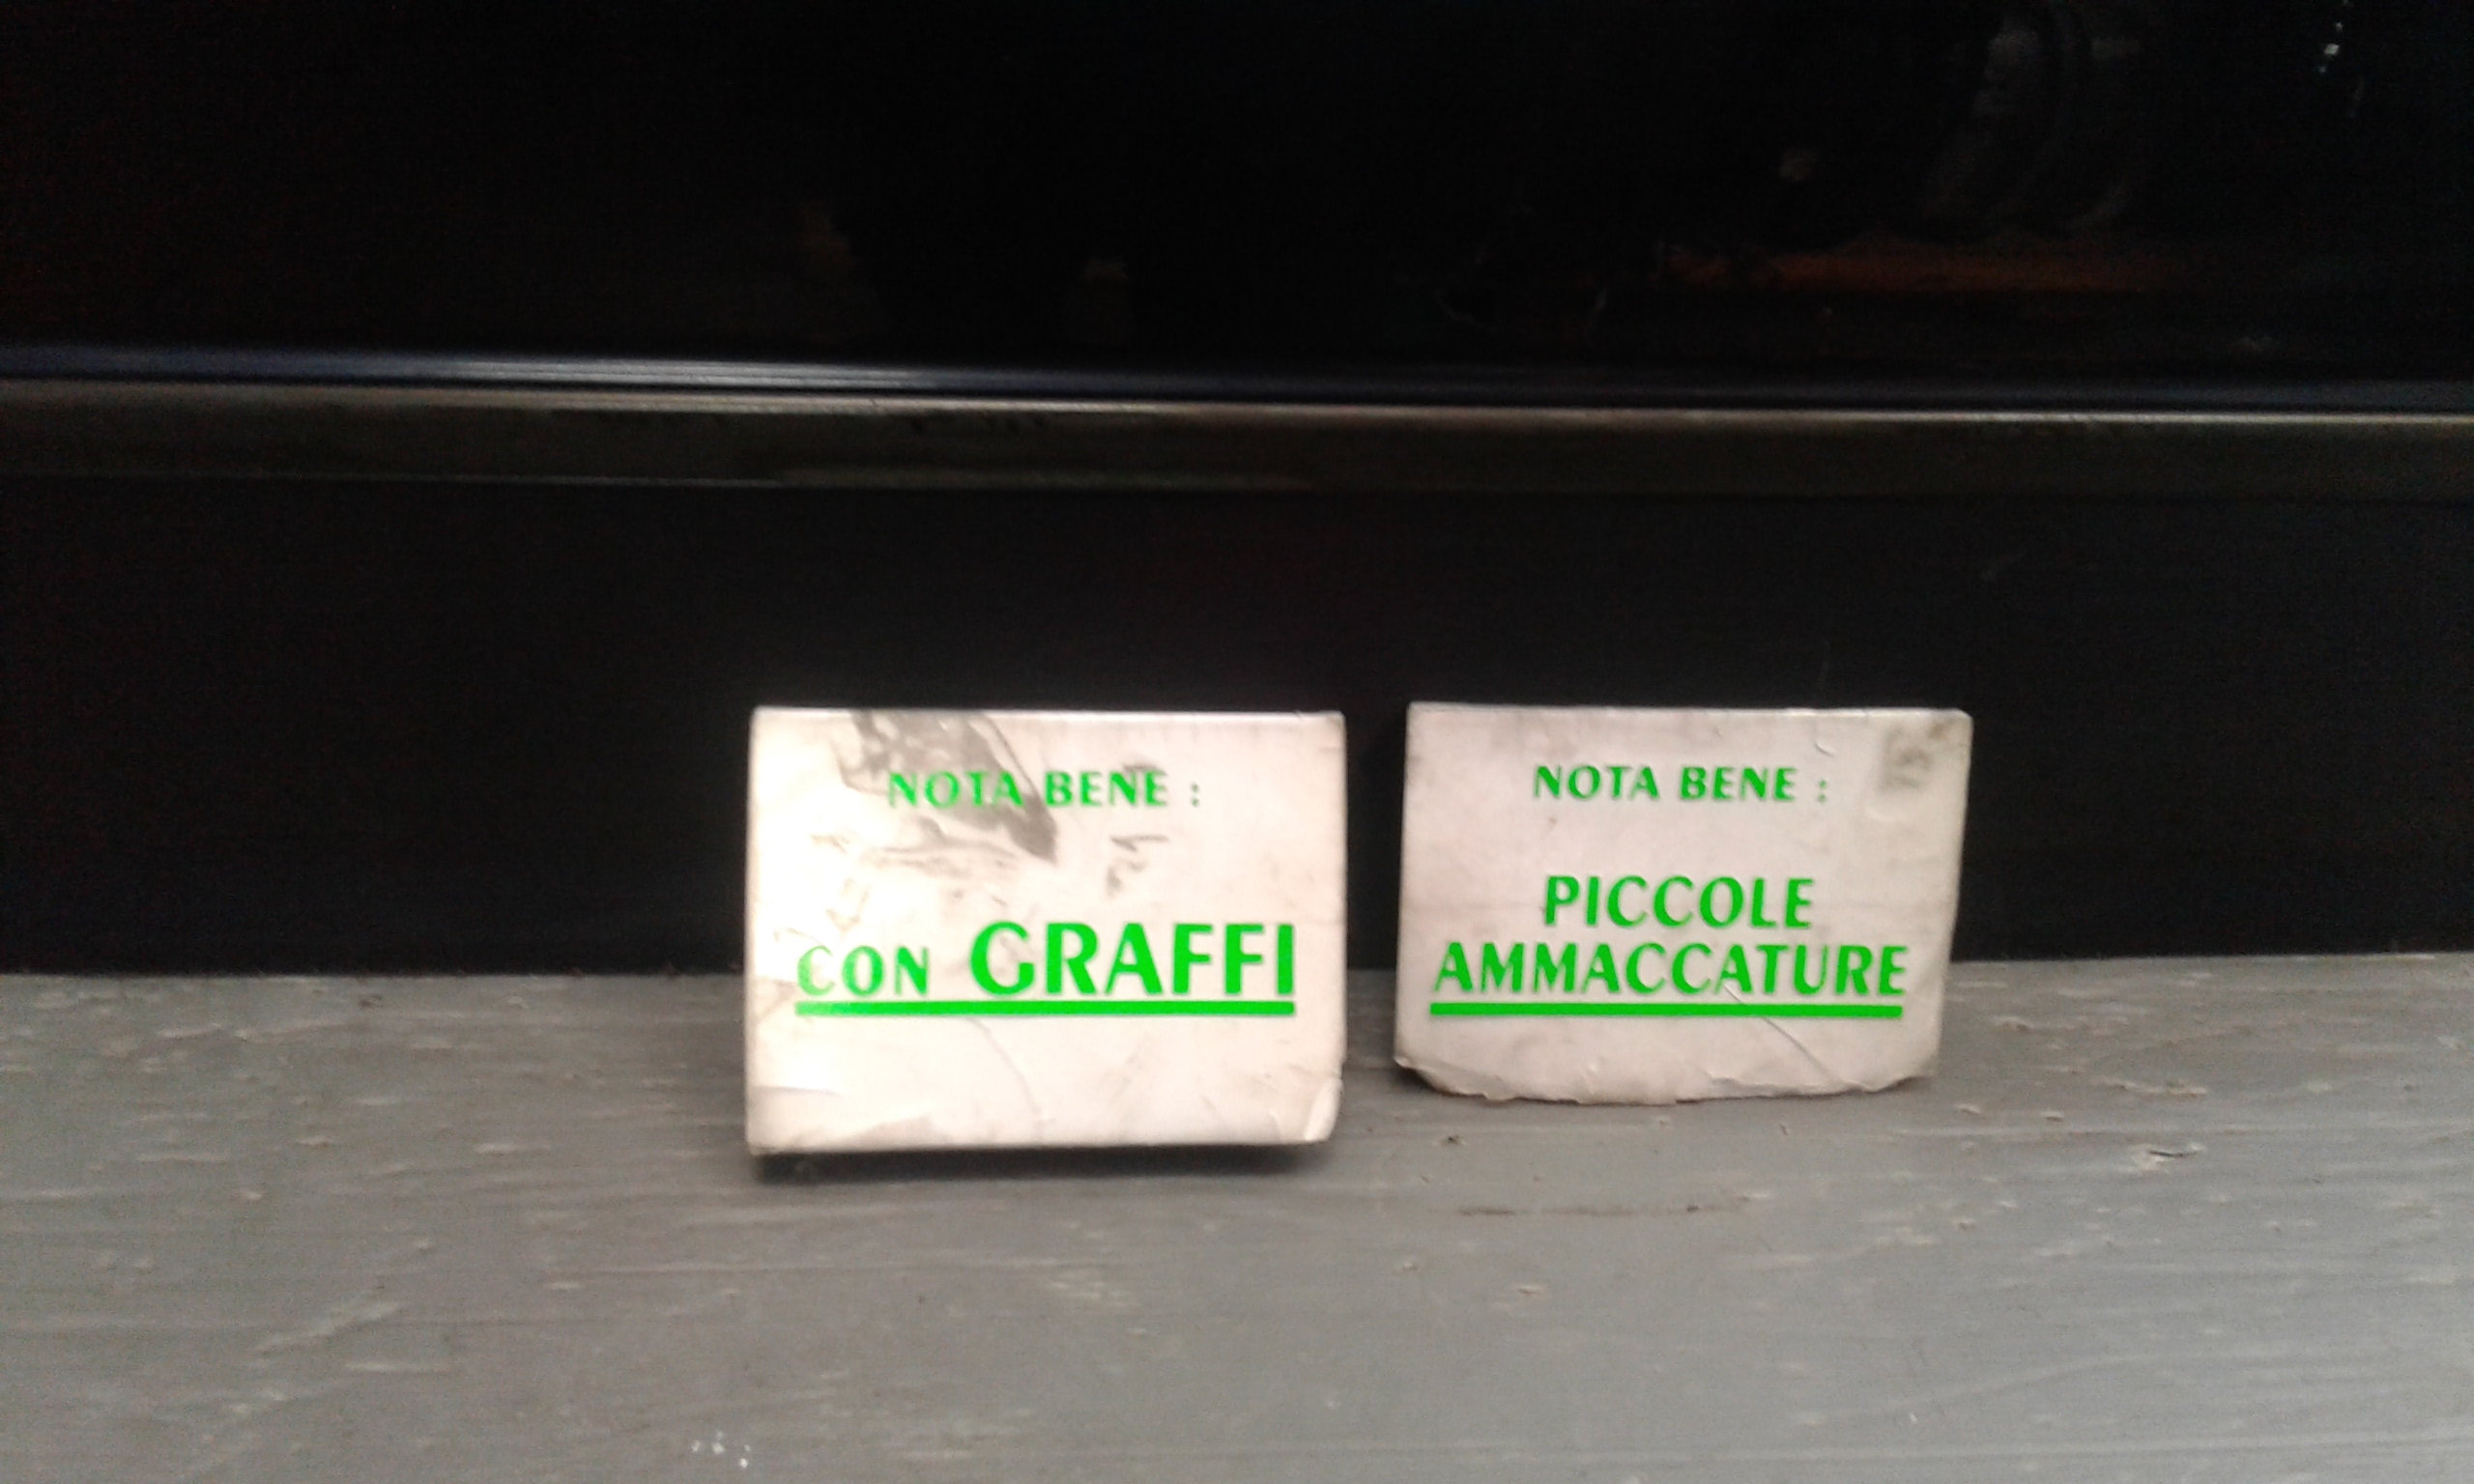 NOTA BENE :
CON GRAFFI
NOTA BENE :
PICCOLE
AMMACCATURE